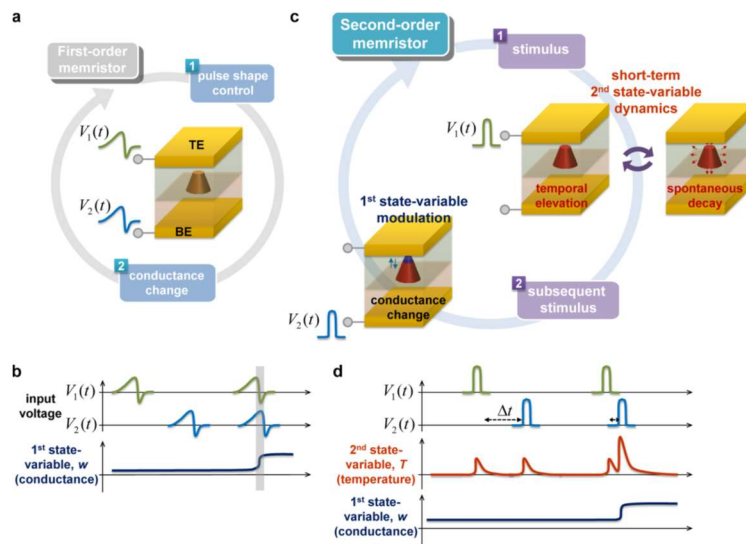 a
First-order
memristor
1
pulse shape
control
V₁(t)
TE
V₂(t)
BE
2
conductance
change
c
Second-order
memristor
1
stimulus
short-term
2nd state-variable
dynamics
V₁(t)
temporal
elevation
spontaneous
decay
1st state-variable
modulation
conductance
change
V₂(t)
2
subsequent
stimulus
b
input
voltage
V₁(t)
V₂(t)
1st state-
variable, w
(conductance)
d
V₁(t)
Δt
V₂(t)
2nd state-
variable, T
(temperature)
1st state-
variable, w
(conductance)